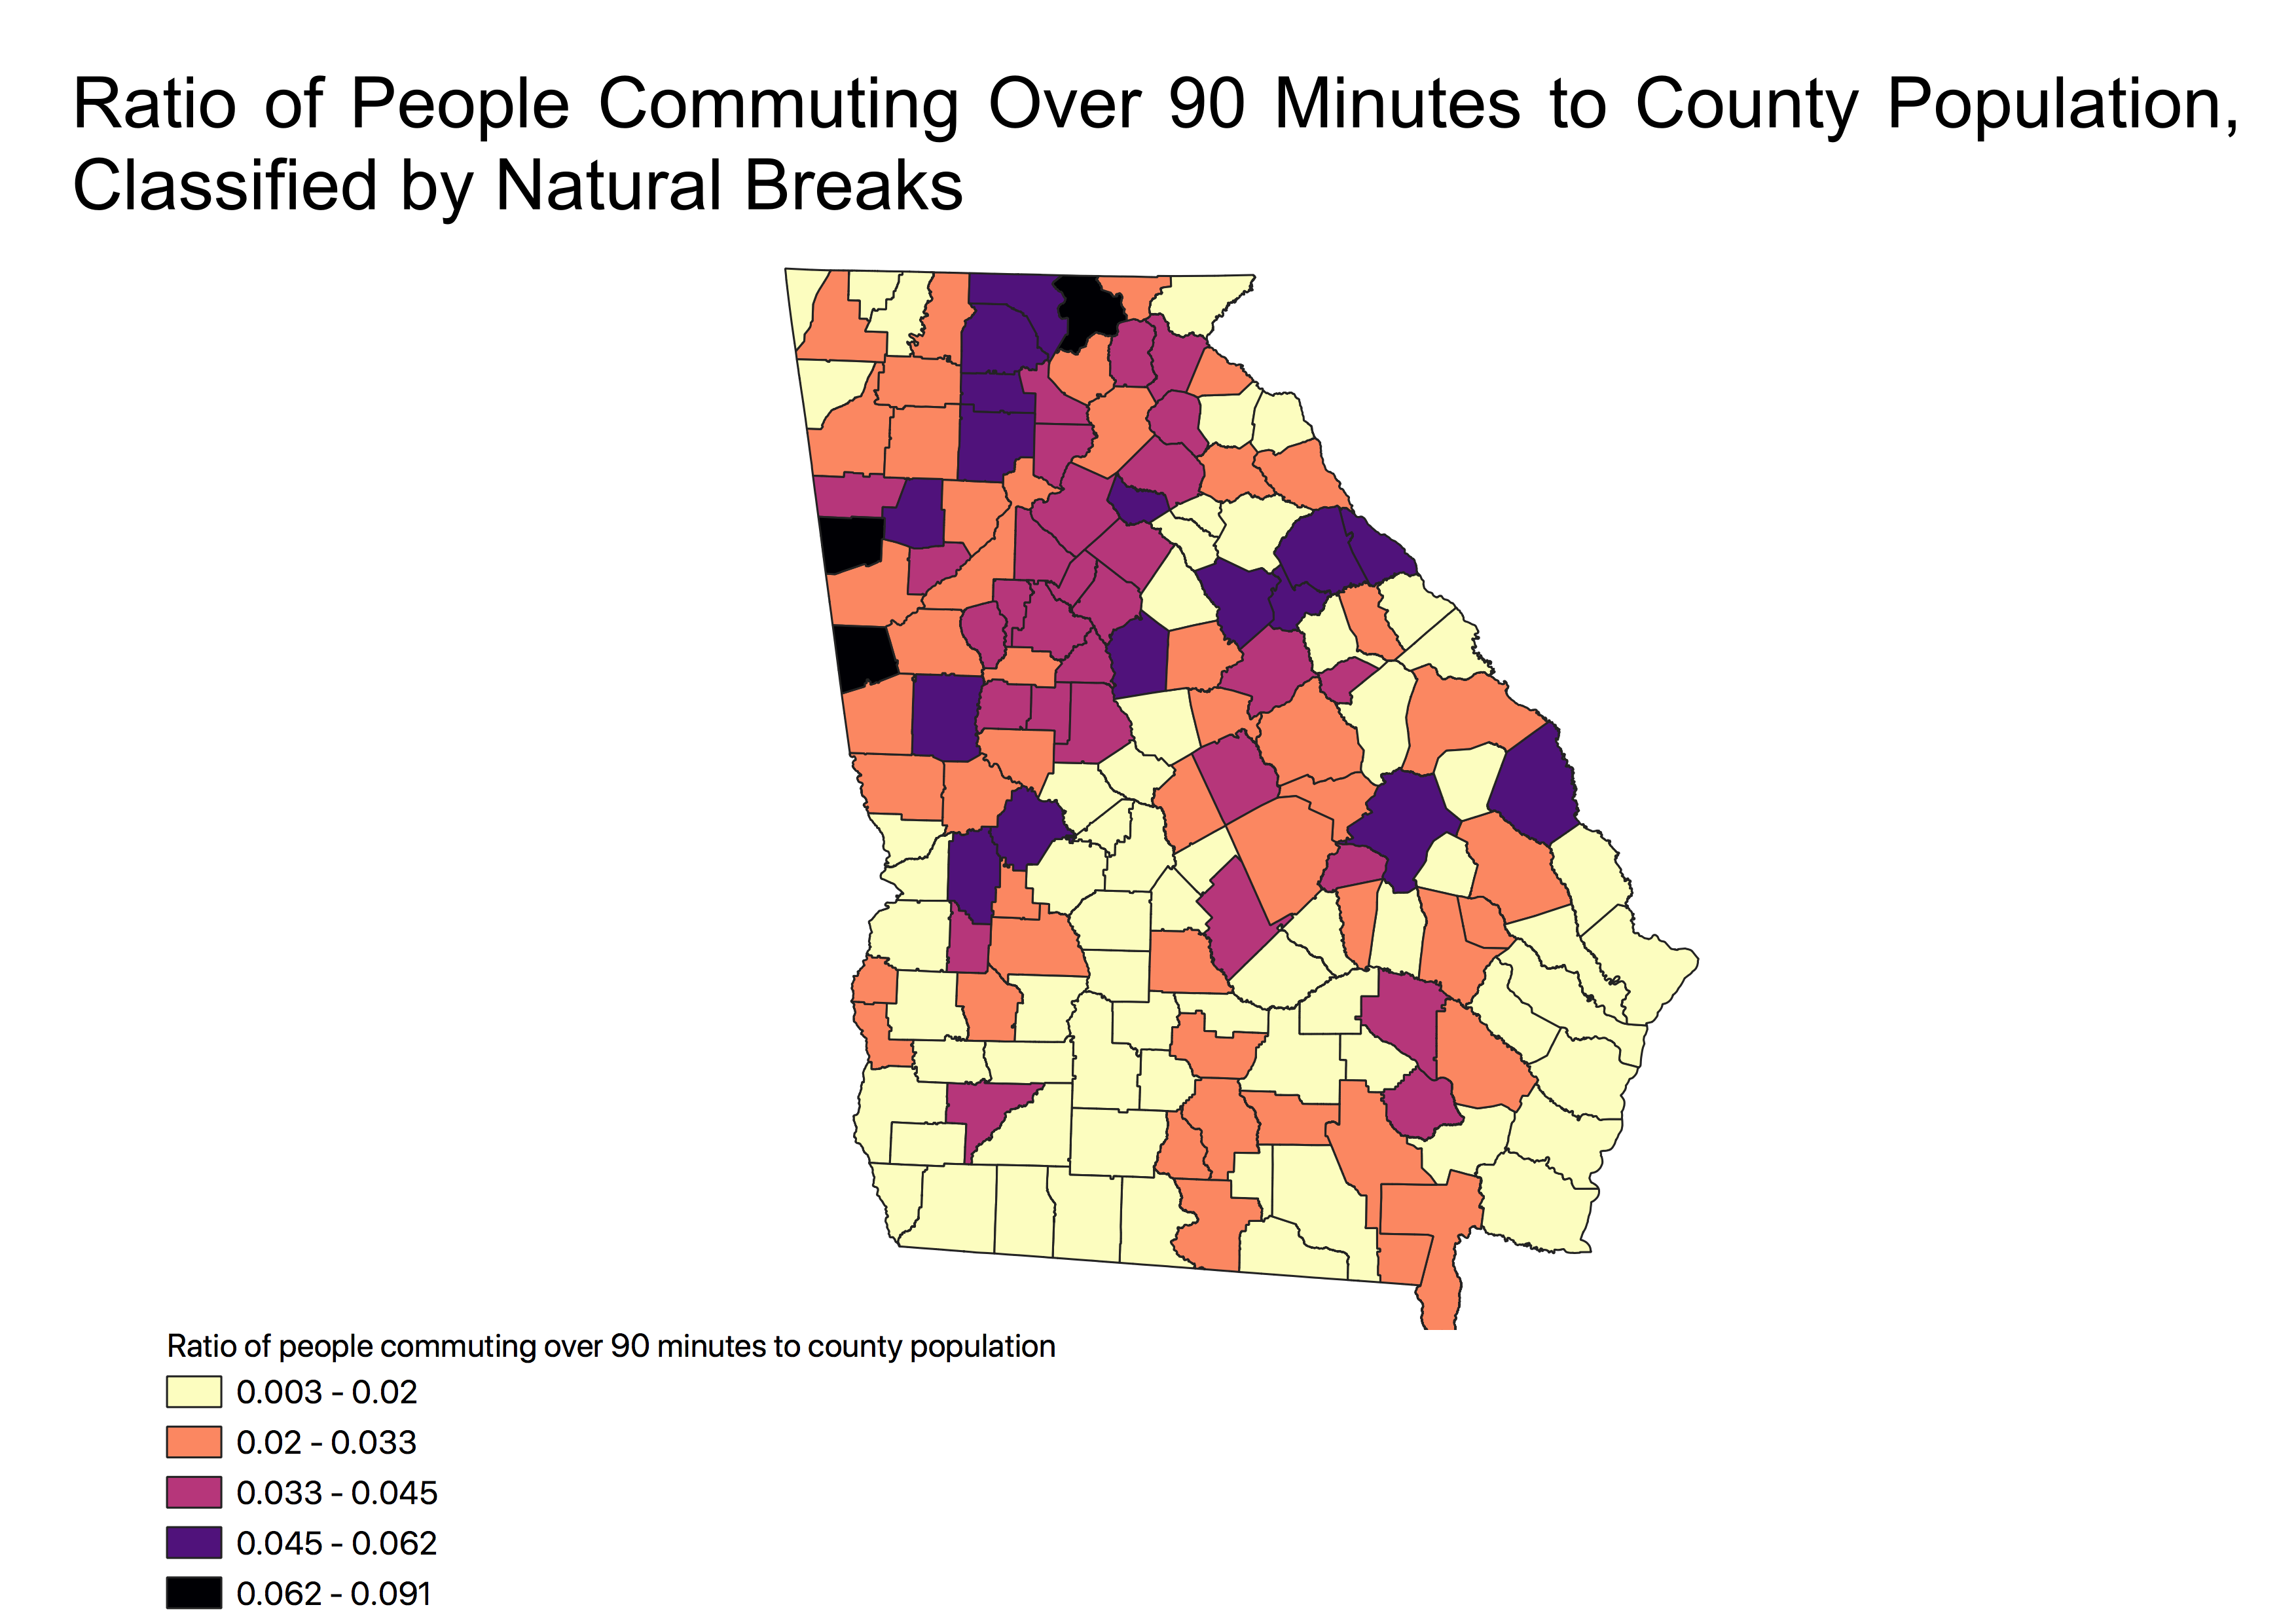 Ratio of People Commuting Over 90 Minutes to County Population,
Classified by Natural Breaks
Ratio of people commuting over 90 minutes to county population
0.003 - 0.02
0.02 - 0.033
0.033 - 0.045
0.045 - 0.062
0.062 - 0.091